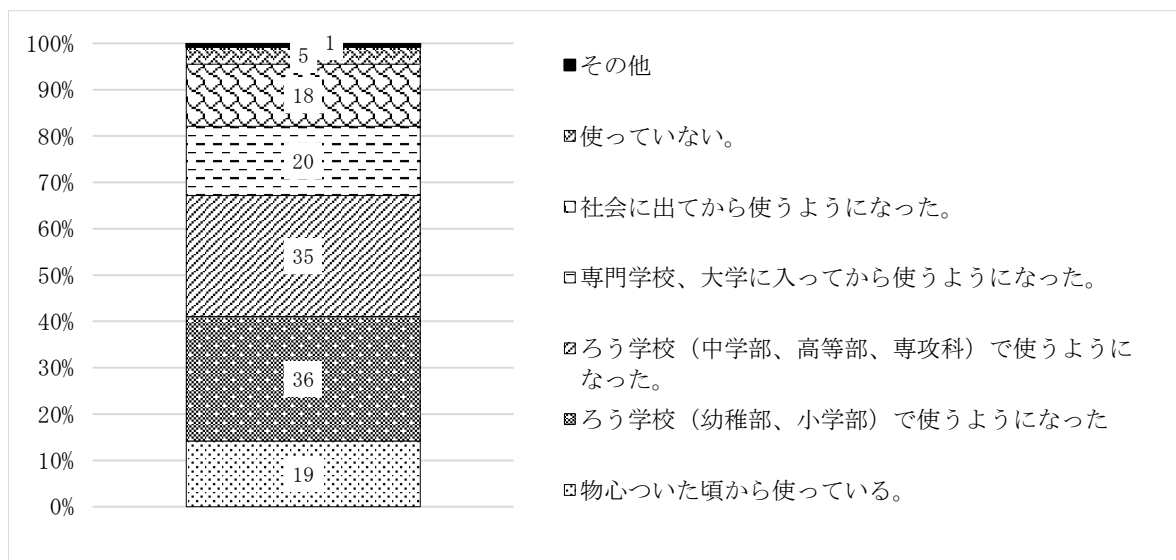 100%
90%
80%
70%
60%
50%
40%
30%
20%
10%
0%
1
5
18
20
35
36
19
■その他
使っていない。
社会に出てから使うようになった。
専門学校、大学に入ってから使うようになった。
ろう学校（中学部、高等部、専攻科）で使うように
なった。
ろう学校（幼稚部、小学部）で使うようになった
物心ついた頃から使っている。